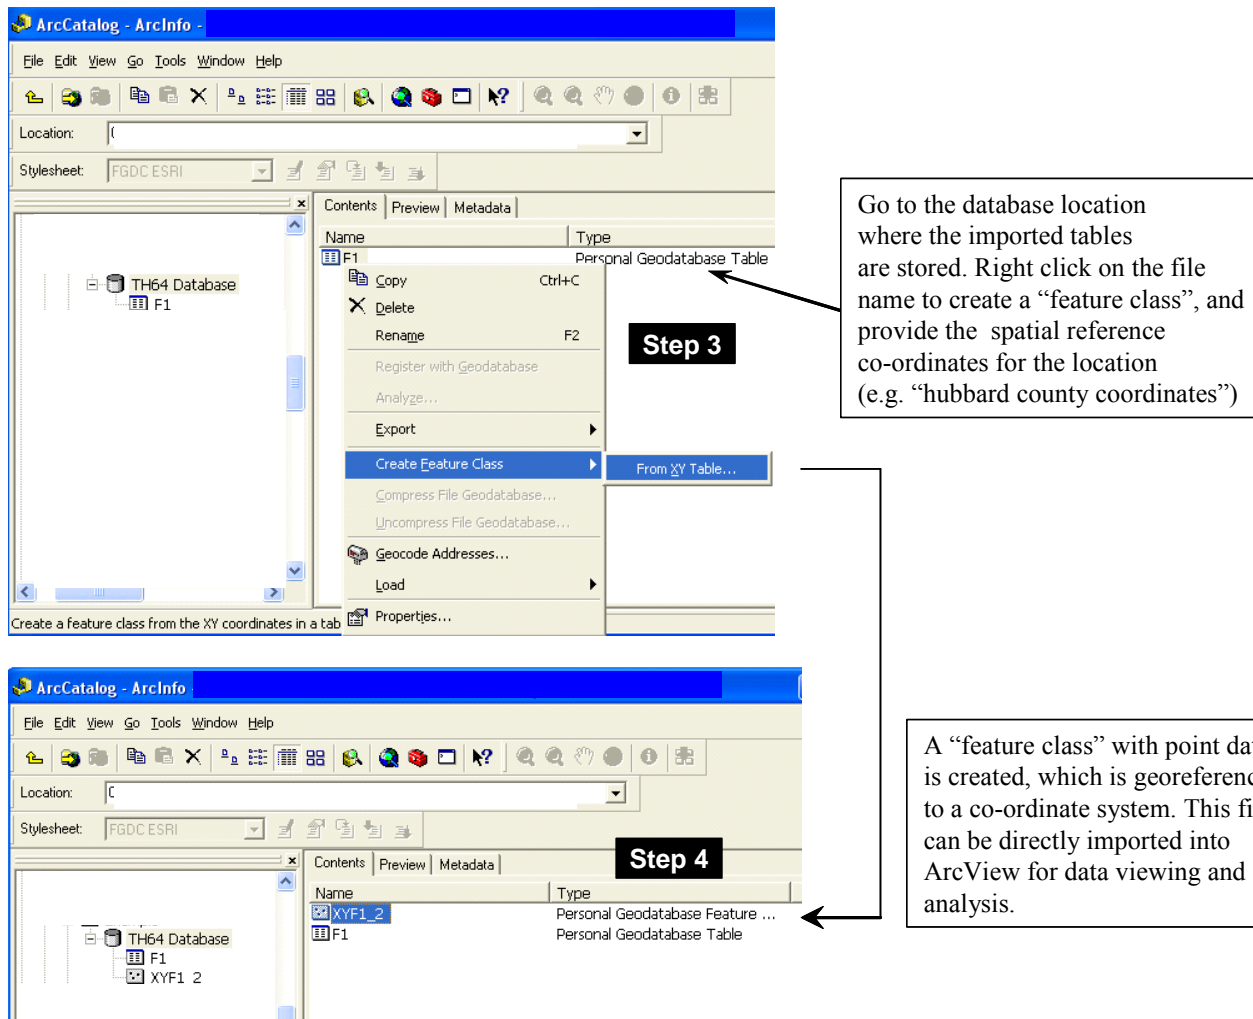 ArcCatalog - ArcInfo -
File Edit View Go Tools Window Help
Location:
Stylesheet: FGDC ESRI
Contents Preview Metadata
Name Type
F1 Personal Geodatabase Table
TH64 Database
F1
Copy Ctrl+C
Delete
Rename F2
Register with Geodatabase
Analyze...
Export
Create Feature Class
From XY Table...
Compress File Geodatabase...
Uncompress File Geodatabase...
Geocode Addresses...
Load
Properties...
Create a feature class from the XY coordinates in a tab
Step 3
Go to the database location
where the imported tables
are stored. Right click on the file
name to create a “feature class”, and
provide the spatial reference
co-ordinates for the location
(e.g. “hubbard county coordinates”)
ArcCatalog - ArcInfo -
File Edit View Go Tools Window Help
Location:
Stylesheet: FGDC ESRI
Contents Preview Metadata
Step 4
Name Type
XYF1_2 Personal Geodatabase Feature ...
F1 Personal Geodatabase Table
TH64 Database
F1
XYF1_2
A “feature class” with point da
is created, which is georeferenc
to a co-ordinate system. This fi
can be directly imported into
ArcView for data viewing and
analysis.